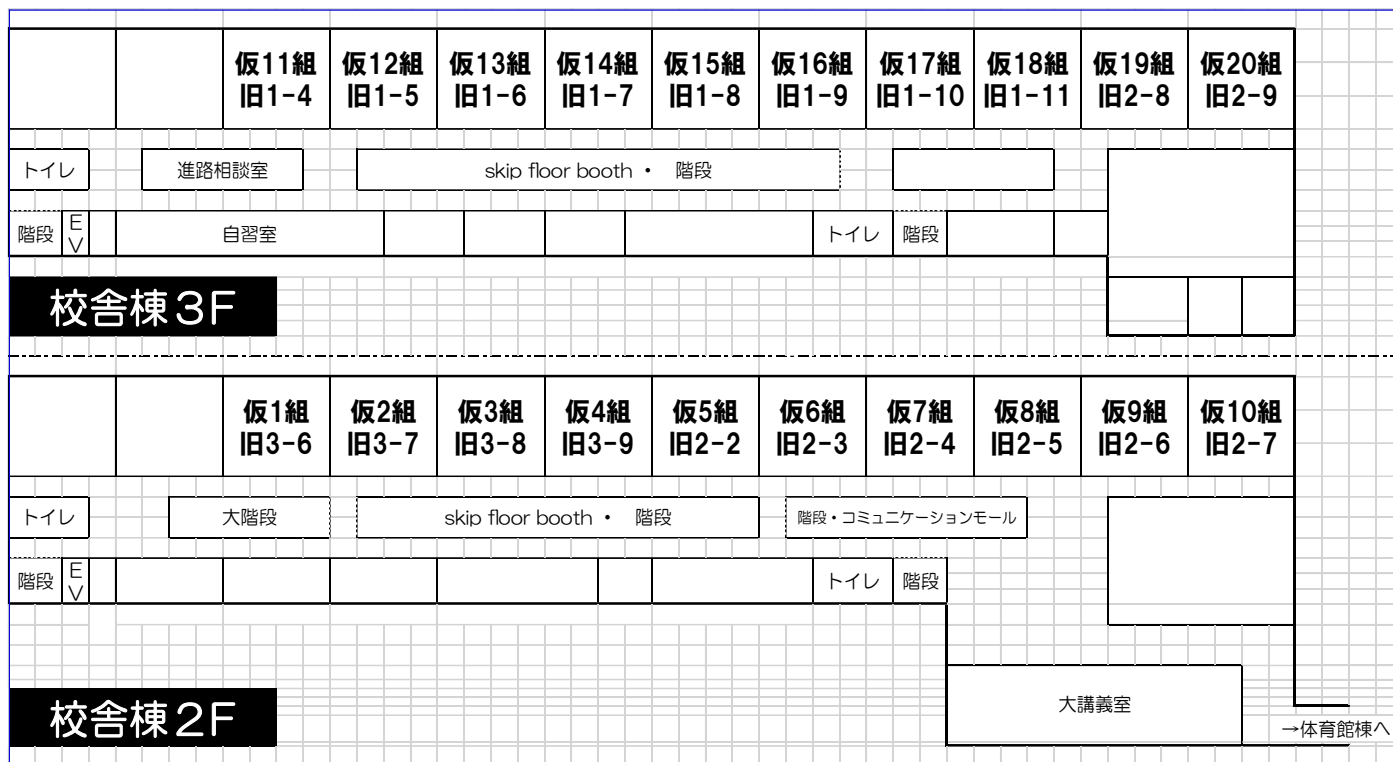 仮11組 仮12組 仮13組 仮14組 仮15組 仮16組 仮17組 仮18組 仮19組 仮20組
旧1-4 旧1-5 旧1-6 旧1-7 旧1-8 旧1-9 旧1-10 旧1-11 旧2-8 旧2-9
トイレ 進路相談室 skip floor booth・ 階段
階段 EV 自習室 トイレ 階段
校舎棟3F
仮1組 仮2組 仮3組 仮4組 仮5組 仮6組 仮7組 仮8組 仮9組 仮10組
旧3-6 旧3-7 旧3-8 旧3-9 旧2-2 旧2-3 旧2-4 旧2-5 旧2-6 旧2-7
トイレ 大階段 skip floor booth・ 階段 階段・コミュニケーションモール
階段 EV トイレ 階段
大講義室
校舎棟2F
→体育館棟へ